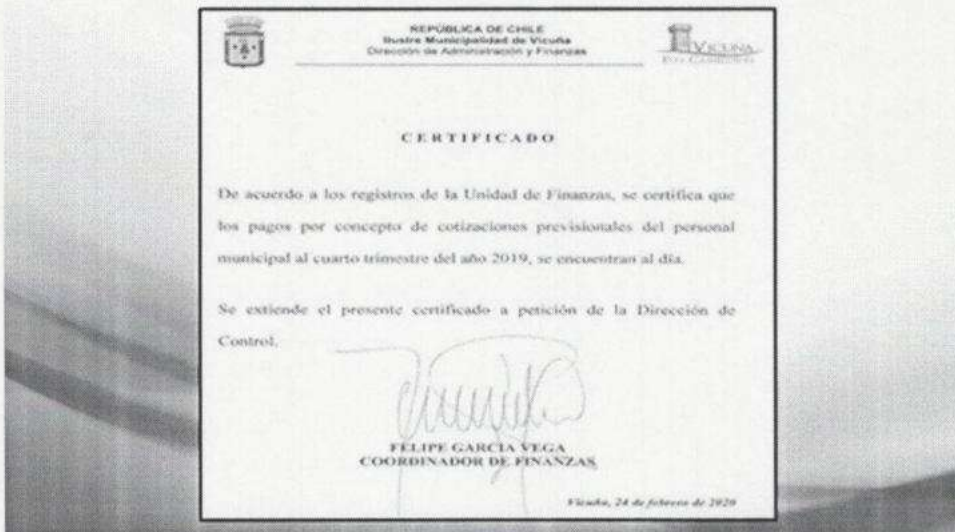 REPÚBLICA DE CHILE
Ilustre Municipalidad de Vicuña
Dirección de Administración y Finanzas
VICUÑA
CERTIFICADO
De acuerdo a los registros de la Unidad de Finanzas, se certifica que
los pagos por concepto de cotizaciones previsionales del personal
municipal al cuarto trimestre del año 2019, se encuentran al día.
Se extiende el presente certificado a petición de la Dirección de
Control.
FELIPE GARCIA VEGA
COORDINADOR DE FINANZAS
Vicuña, 24 de febrero de 2020